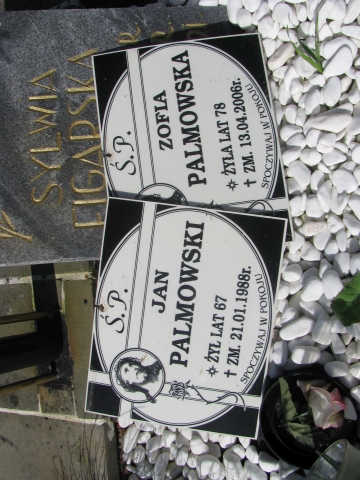 SYLWIA
FIGARSKA
Ś.P.
ZOFIA
PALMOWSKA
✲ ŻYŁA LAT 78
✝ ZM. 13.04.2006r.
SPOCZYWAJ W POKOJU
Ś.P.
JAN
PALMOWSKI
✲ ŻYŁ LAT 67
✝ ZM. 21.01.1988r.
SPOCZYWAJ W POKOJU